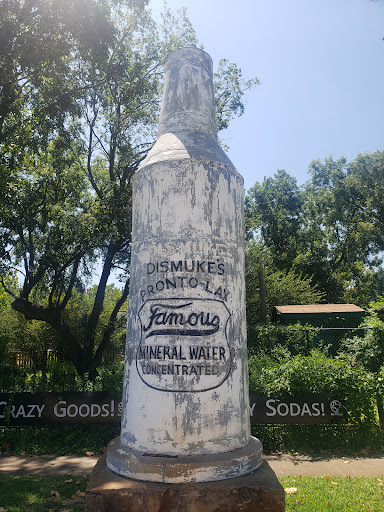 DISMUKE'S
PRONTO-LAX
Famous
MINERAL WATER
CONCENTRATED
CRAZY GOODS!
SODAS!